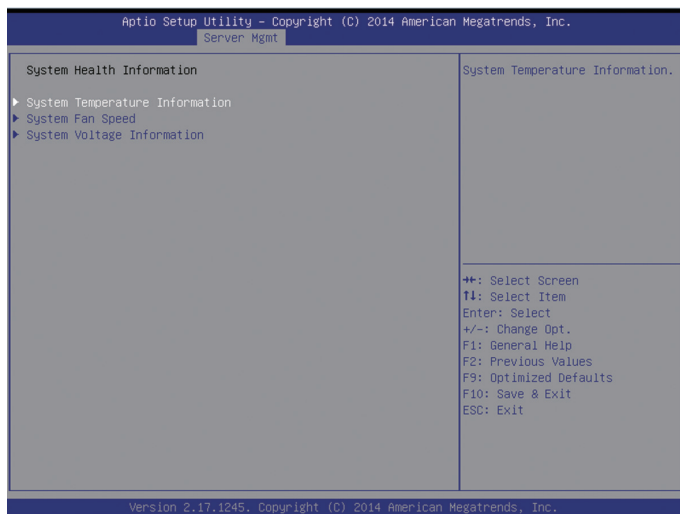 Aptio Setup Utility – Copyright (C) 2014 American Megatrends, Inc.
Server Mgmt
System Health Information
System Temperature Information
System Fan Speed
System Voltage Information
System Temperature Information.
→←: Select Screen
↑↓: Select Item
Enter: Select
+/-: Change Opt.
F1: General Help
F2: Previous Values
F9: Optimized Defaults
F10: Save & Exit
ESC: Exit
Version 2.17.1245. Copyright (C) 2014 American Megatrends, Inc.